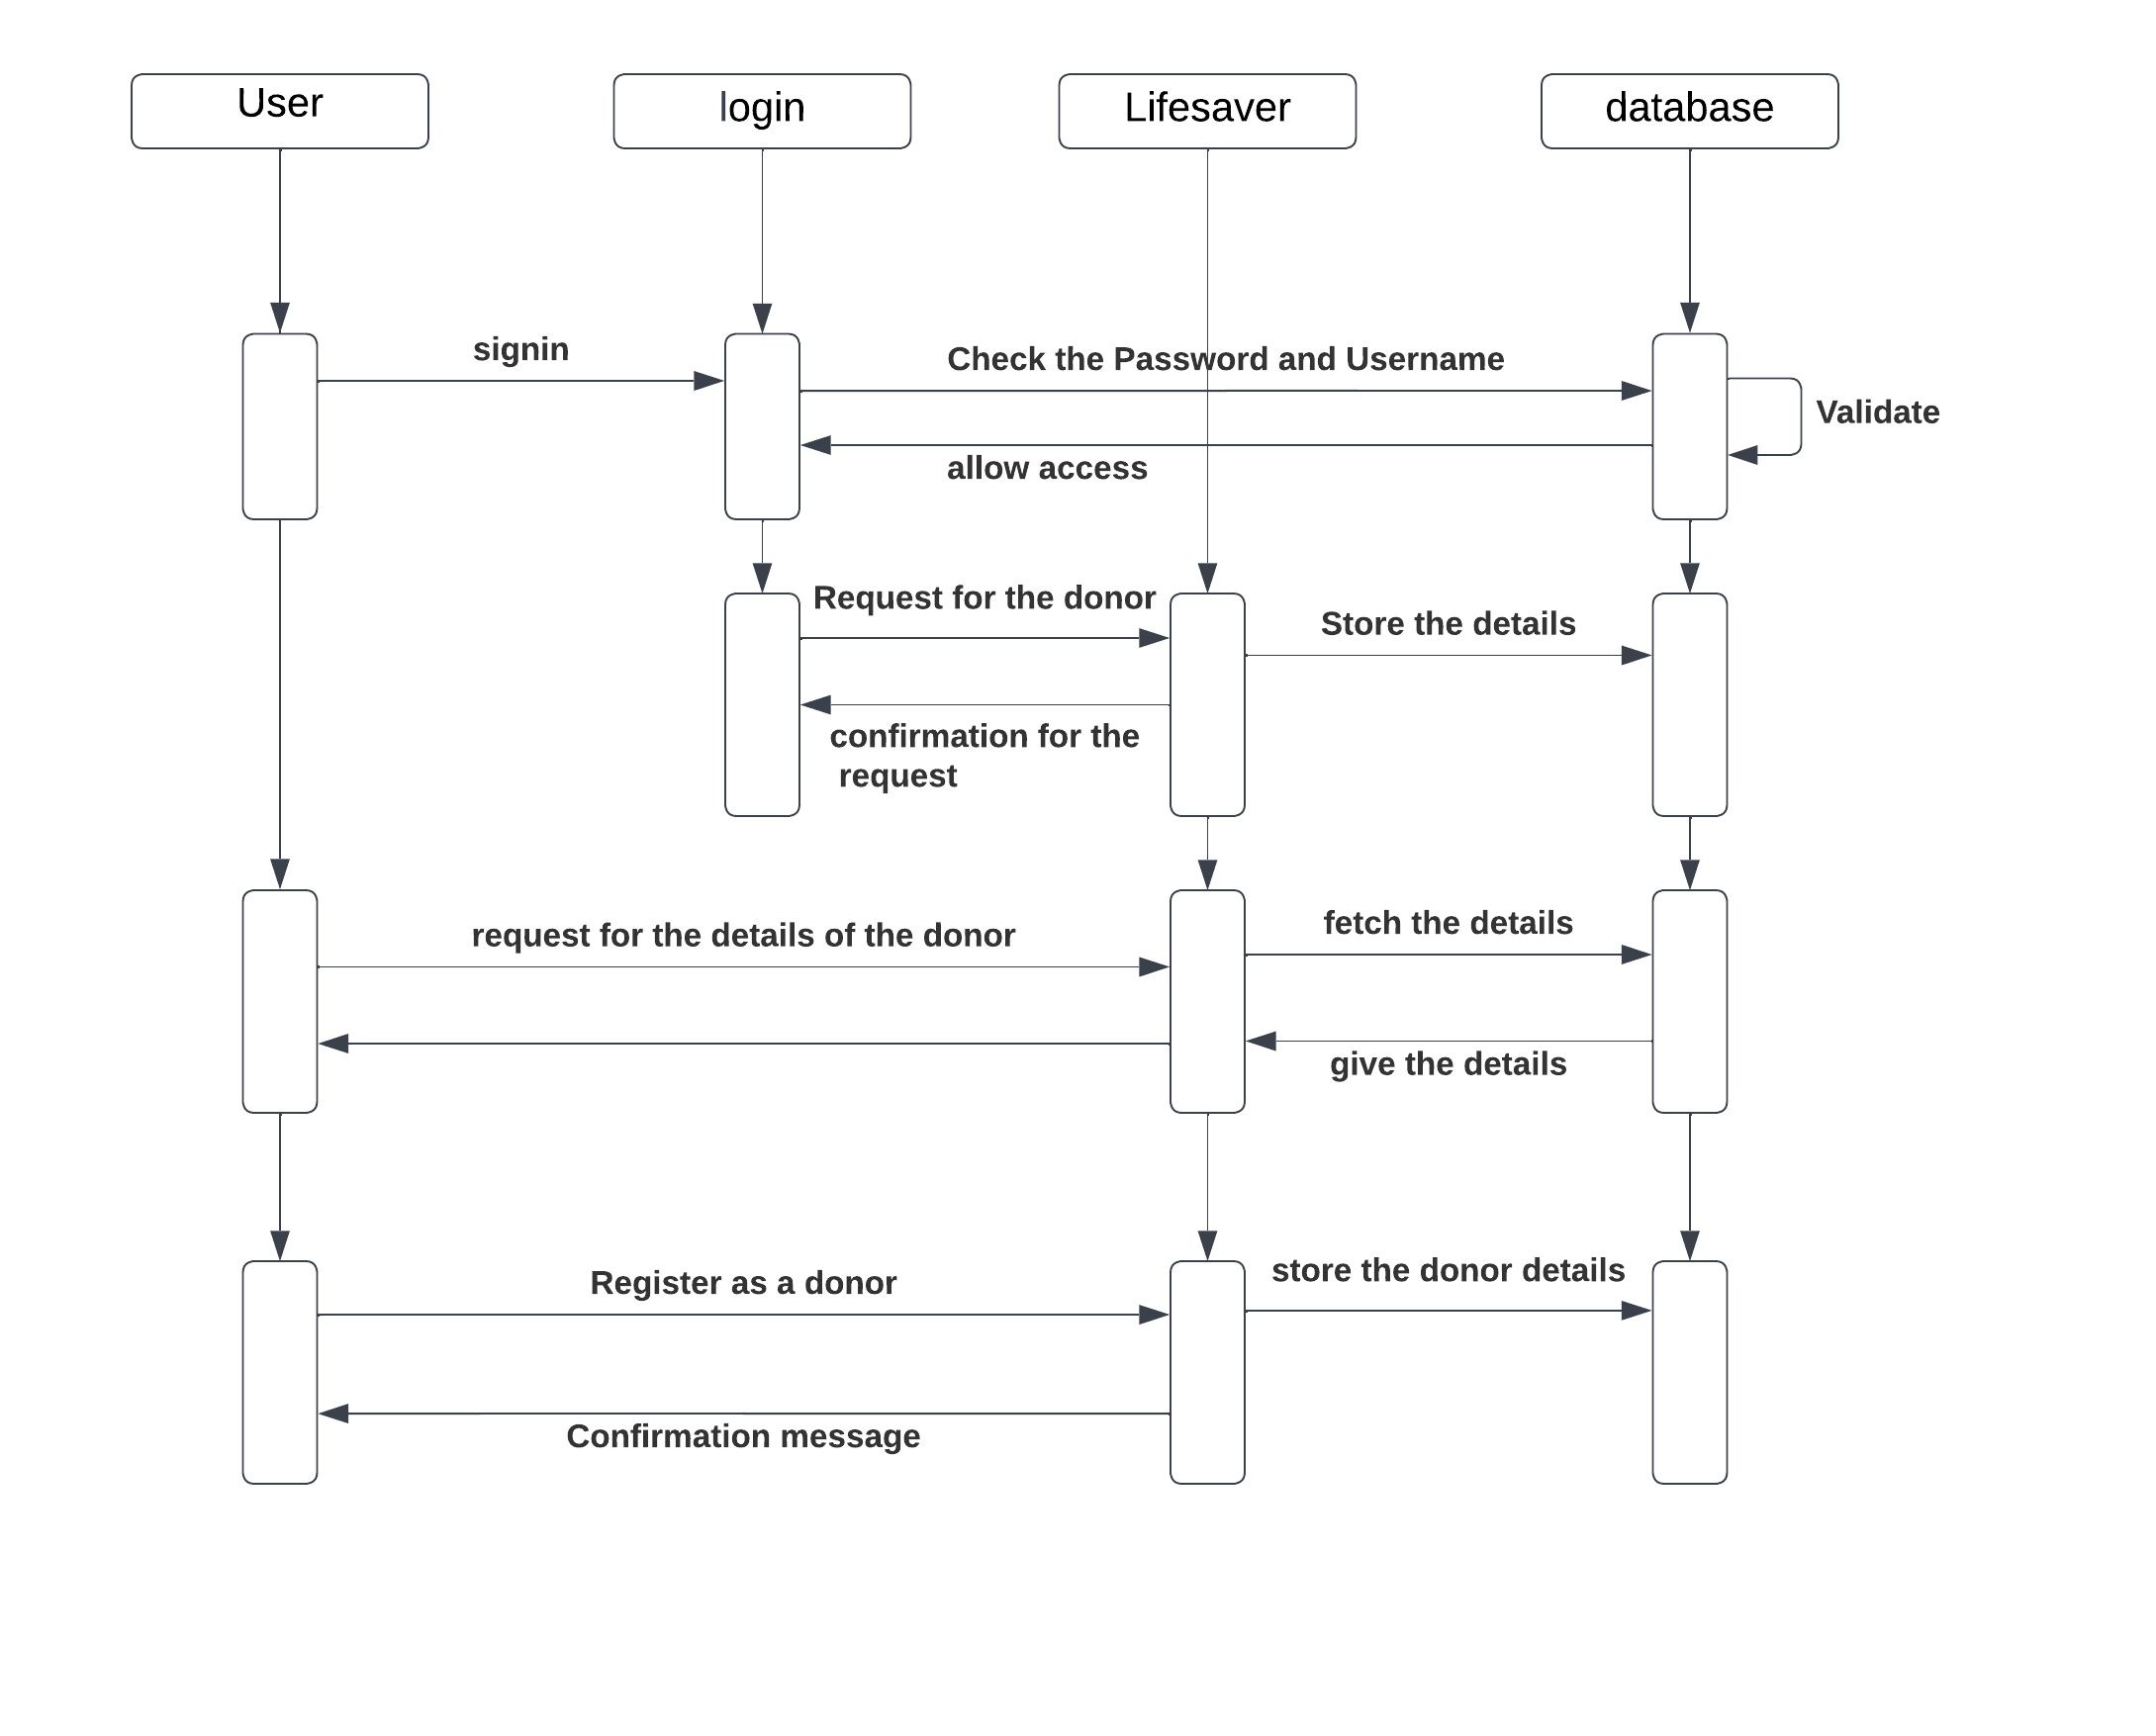 User
login
Lifesaver
database
signin
Check the Password and Username
Validate
allow access
Request for the donor
Store the details
confirmation for the
request
request for the details of the donor
fetch the details
give the details
Register as a donor
store the donor details
Confirmation message